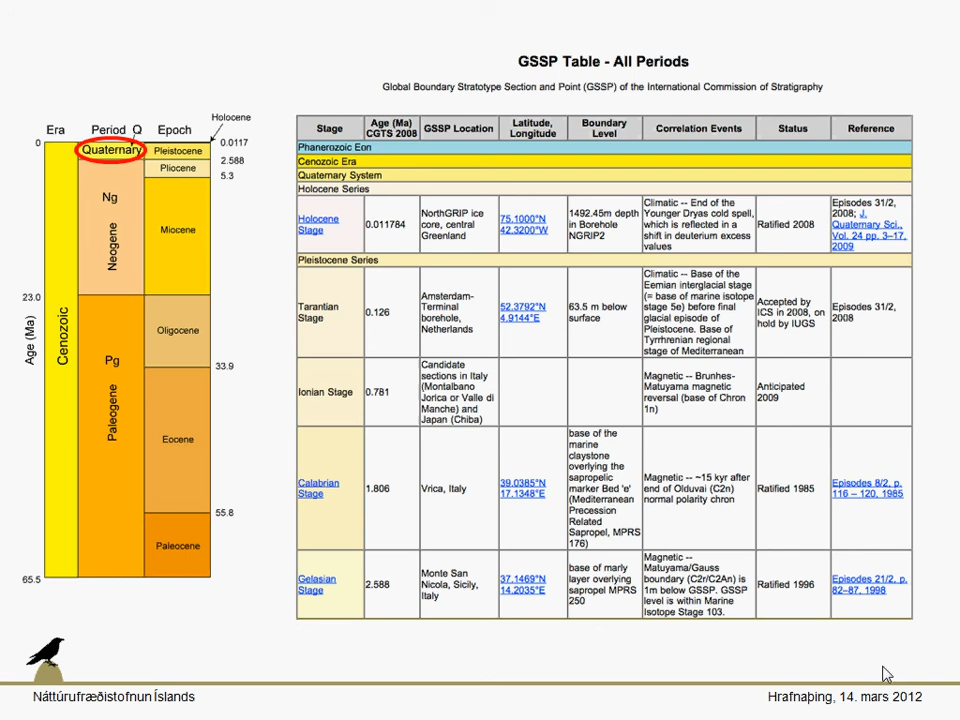 GSSP Table - All Periods
Global Boundary Stratotype Section and Point (GSSP) of the International Commission of Stratigraphy
Era Period Q Epoch
Holocene
0
Quaternary
Pleistocene
0.0117
2.588
Pliocene
5.3
Ng
Neogene
Miocene
23.0
Age (Ma)
Cenozoic
Oligocene
33.9
Pg
Paleogene
Eocene
55.8
Paleocene
65.5
Stage
Age (Ma)
CGTS 2008
GSSP Location
Latitude,
Longitude
Boundary
Level
Correlation Events
Status
Reference
Phanerozoic Eon
Cenozoic Era
Quaternary System
Holocene Series
Holocene
Stage
0.011784
NorthGRIP ice
core, central
Greenland
75.1000°N
42.3200°W
1492.45m depth
in Borehole
NGRIP2
Climatic -- End of the
Younger Dryas cold spell,
which is reflected in a
shift in deuterium excess
values
Ratified 2008
Episodes 31/2,
2008; J.
Quaternary Sci.,
Vol. 24 pp. 3–17,
2009
Pleistocene Series
Tarantian
Stage
0.126
Amsterdam-
Terminal
borehole,
Netherlands
52.3792°N
4.9144°E
63.5 m below
surface
Climatic -- Base of the
Eemian interglacial stage
(= base of marine isotope
stage 5e) before final
glacial episode of
Pleistocene. Base of
Tyrrhenian regional
stage of Mediterranean
Accepted by
ICS in 2008, on
hold by IUGS
Episodes 31/2,
2008
Ionian Stage
0.781
Candidate
sections in Italy
(Montalbano
Jorica or Valle di
Manche) and
Japan (Chiba)
Magnetic -- Brunhes-
Matuyama magnetic
reversal (base of Chron
1n)
Anticipated
2009
Calabrian
Stage
1.806
Vrica, Italy
39.0385°N
17.1348°E
base of the
marine
claystone
overlying the
sapropelic
marker Bed 'e'
(Mediterranean
Precession
Related
Sapropel, MPRS
176)
Magnetic -- ~15 kyr after
end of Olduvai (C2n)
normal polarity chron
Ratified 1985
Episodes 8/2, p.
116 – 120, 1985
Gelasian
Stage
2.588
Monte San
Nicola, Sicily,
Italy
37.1469°N
14.2035°E
base of marly
layer overlying
sapropel MPRS
250
Magnetic --
Matuyama/Gauss
boundary (C2r/C2An) is
1m below GSSP. GSSP
level is within Marine
Isotope Stage 103.
Ratified 1996
Episodes 21/2, p.
82–87, 1998
Náttúrufræðistofnun Íslands
Hrafnaþing, 14. mars 2012